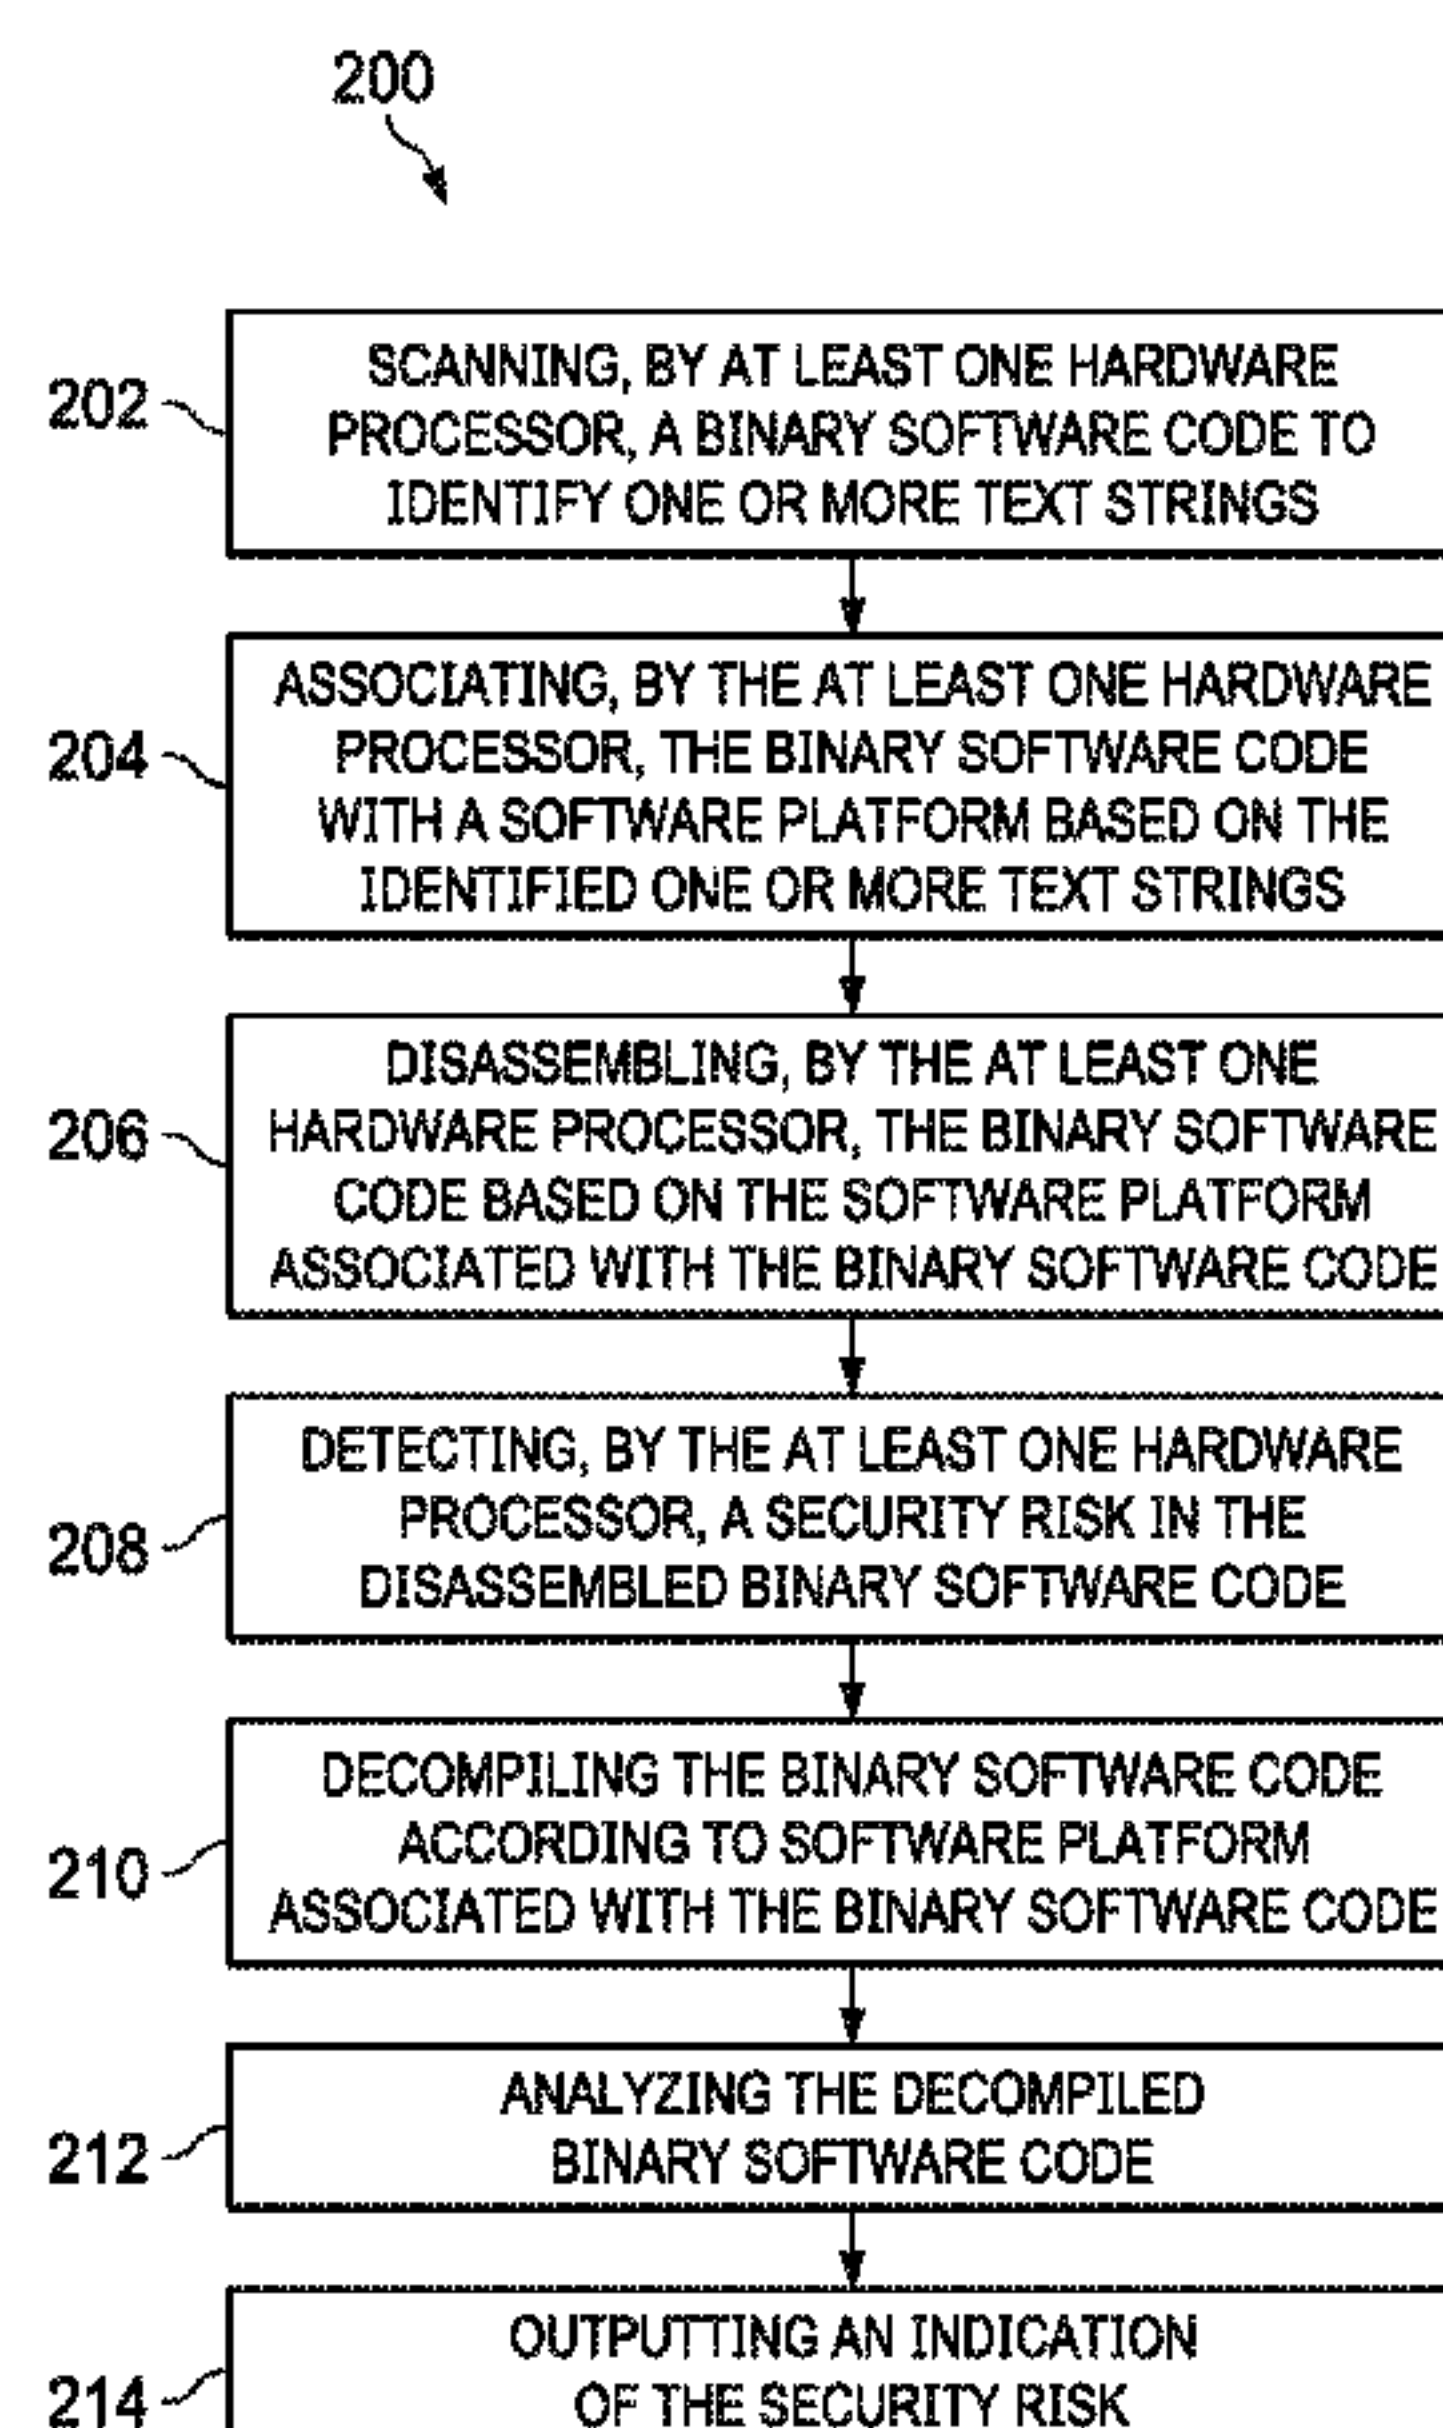 200
202
SCANNING, BY AT LEAST ONE HARDWARE
PROCESSOR, A BINARY SOFTWARE CODE TO
IDENTIFY ONE OR MORE TEXT STRINGS
204
ASSOCIATING, BY THE AT LEAST ONE HARDWARE
PROCESSOR, THE BINARY SOFTWARE CODE
WITH A SOFTWARE PLATFORM BASED ON THE
IDENTIFIED ONE OR MORE TEXT STRINGS
206
DISASSEMBLING, BY THE AT LEAST ONE
HARDWARE PROCESSOR, THE BINARY SOFTWARE
CODE BASED ON THE SOFTWARE PLATFORM
ASSOCIATED WITH THE BINARY SOFTWARE CODE
208
DETECTING, BY THE AT LEAST ONE HARDWARE
PROCESSOR, A SECURITY RISK IN THE
DISASSEMBLED BINARY SOFTWARE CODE
210
DECOMPILING THE BINARY SOFTWARE CODE
ACCORDING TO SOFTWARE PLATFORM
ASSOCIATED WITH THE BINARY SOFTWARE CODE
212
ANALYZING THE DECOMPILED
BINARY SOFTWARE CODE
214
OUTPUTTING AN INDICATION
OF THE SECURITY RISK